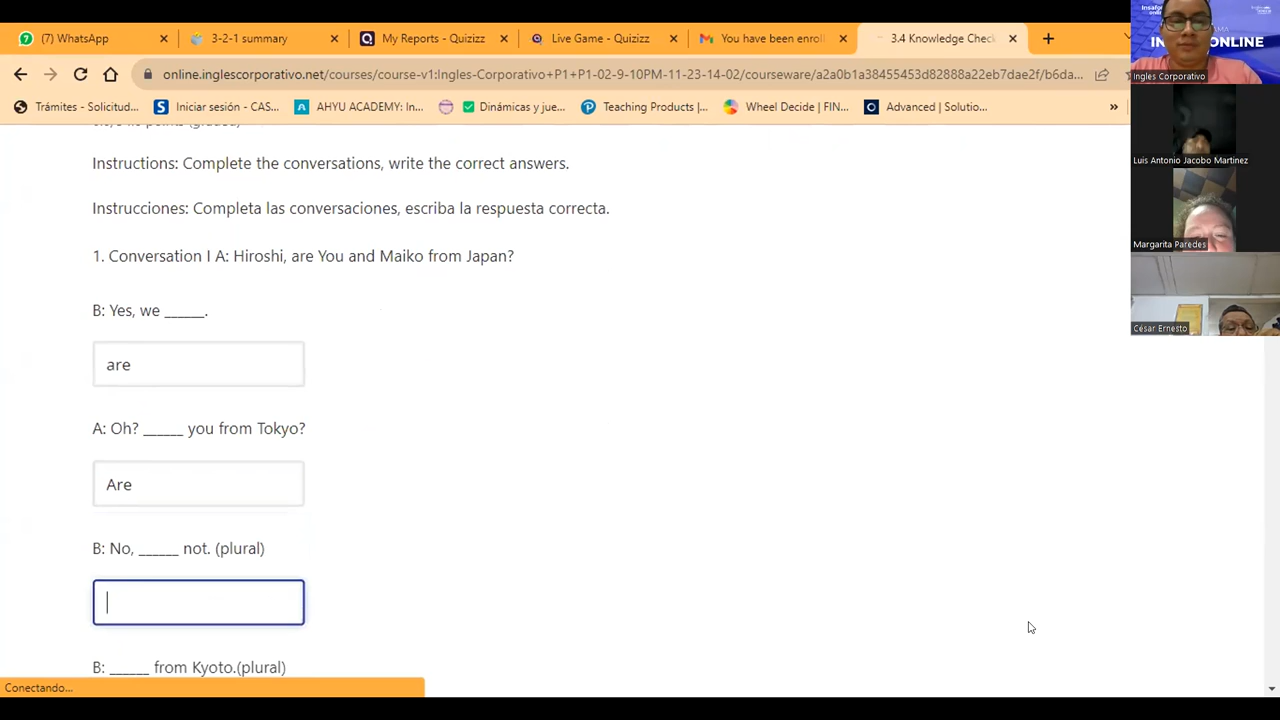 (7) WhatsApp
3-2-1 summary
My Reports - Quizizz
Live Game - Quizizz
You have been enroll
3.4 Knowledge Check
online.inglescorporativo.net/courses/course-v1:Ingles-Corporativo+P1+P1-02-9-10PM-11-23-14-02/courseware/a2a0b1a38455453d82888a22eb7dae2f/b6da...
Trámites - Solicitud...
Iniciar sesión - CAS...
AHYU ACADEMY: In...
Dinámicas y jue...
Teaching Products |...
Wheel Decide | FIN...
Advanced | Solutio...
Instructions: Complete the conversations, write the correct answers.
Instrucciones: Completa las conversaciones, escriba la respuesta correcta.
1. Conversation I A: Hiroshi, are You and Maiko from Japan?
B: Yes, we ______.
are
A: Oh? ______ you from Tokyo?
Are
B: No, ______ not. (plural)
B: ______ from Kyoto.(plural)
Conectando...
Ingles Corporativo
Luis Antonio Jacobo Martinez
Margarita Paredes
César Ernesto